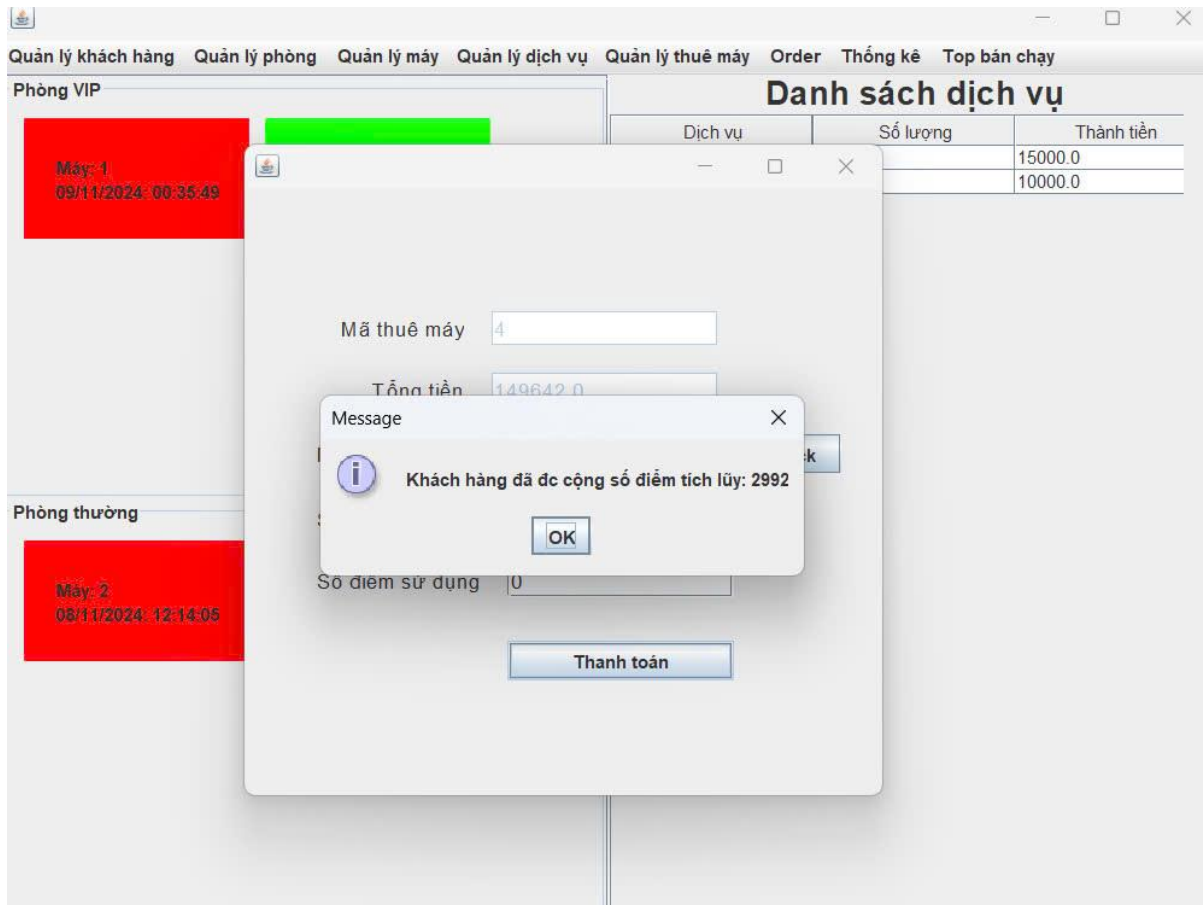 Quản lý khách hàng Quản lý phòng Quản lý máy Quản lý dịch vụ Quản lý thuê máy Order Thống kê Top bán chạy
Phòng VIP
Danh sách dịch vụ
Dịch vụ Số lượng Thành tiền
15000.0
10000.0
Máy: 1
09/11/2024: 00:35:49
Mã thuê máy 4
Tổng tiền 149642.0
Message
Khách hàng đã đc cộng số điểm tích lũy: 2992
OK
Số điểm sử dụng 0
Thanh toán
Phòng thường
Máy: 2
08/11/2024: 12:14:05